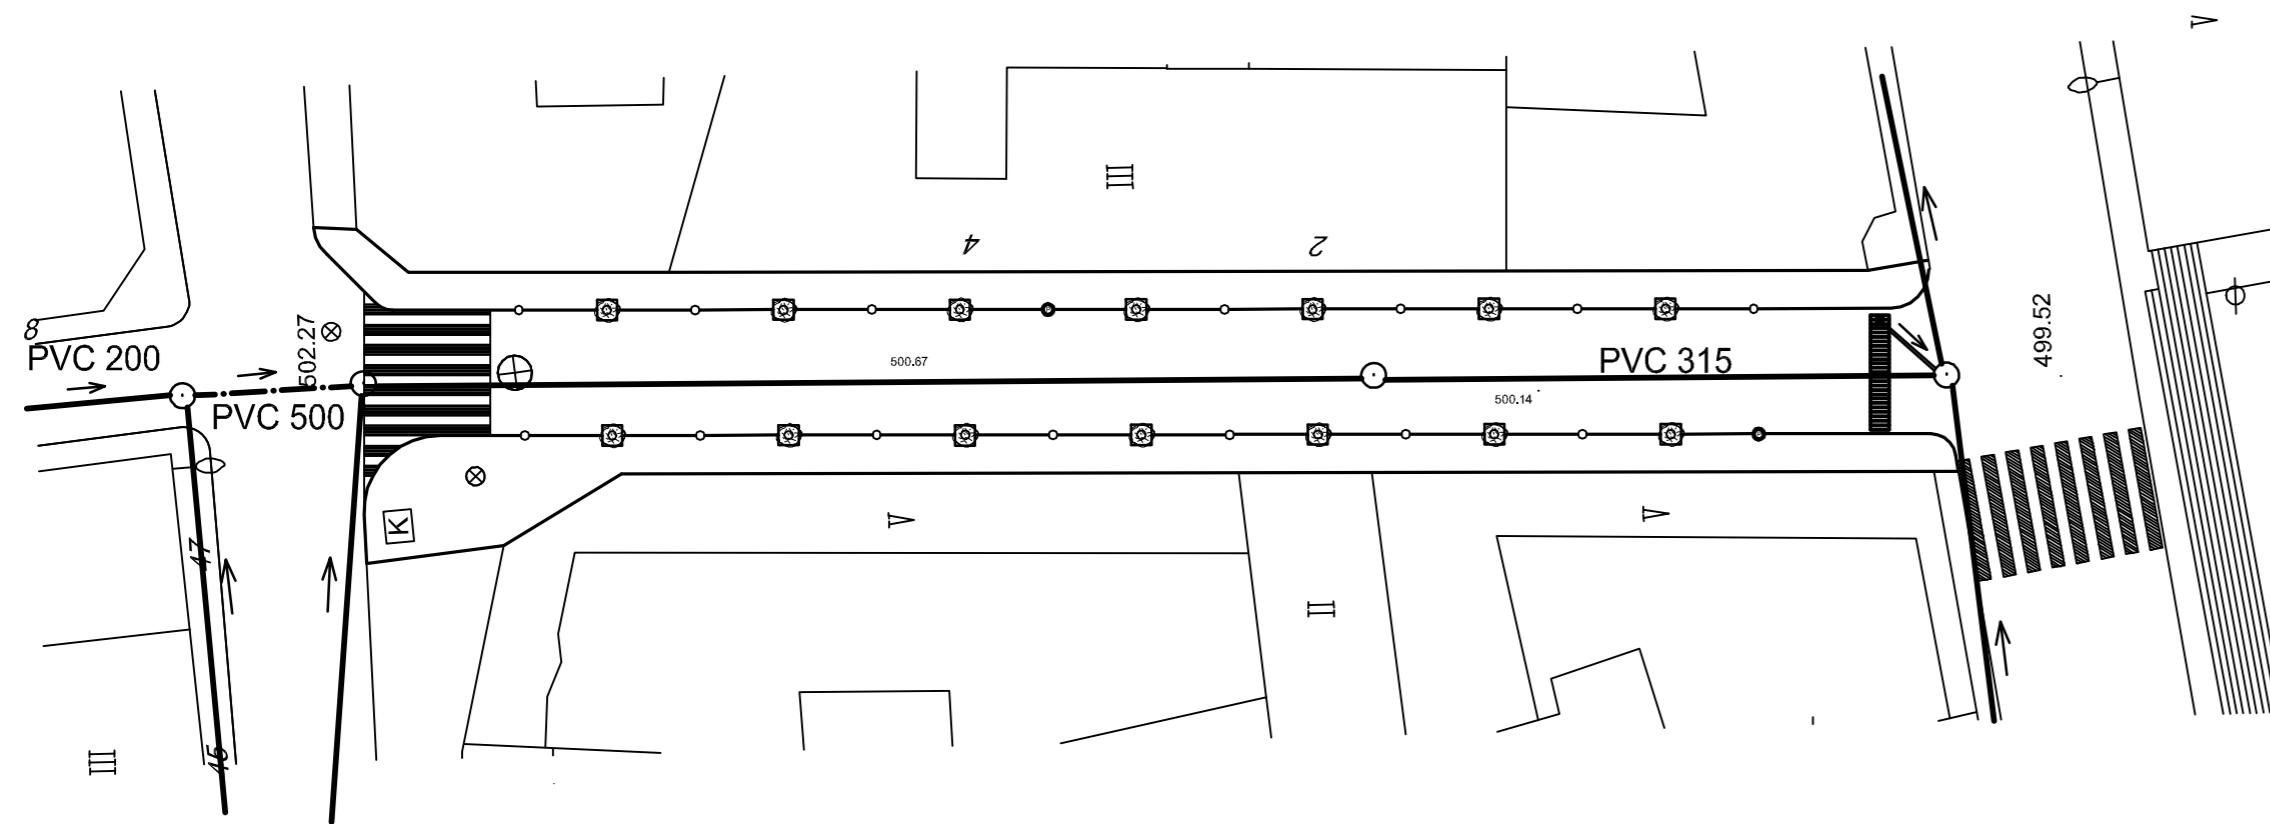 V
III
4
2
8
502.27
PVC 200
500.67
PVC 315
499.52
PVC 500
500.14
K
V
V
47
II
III
45